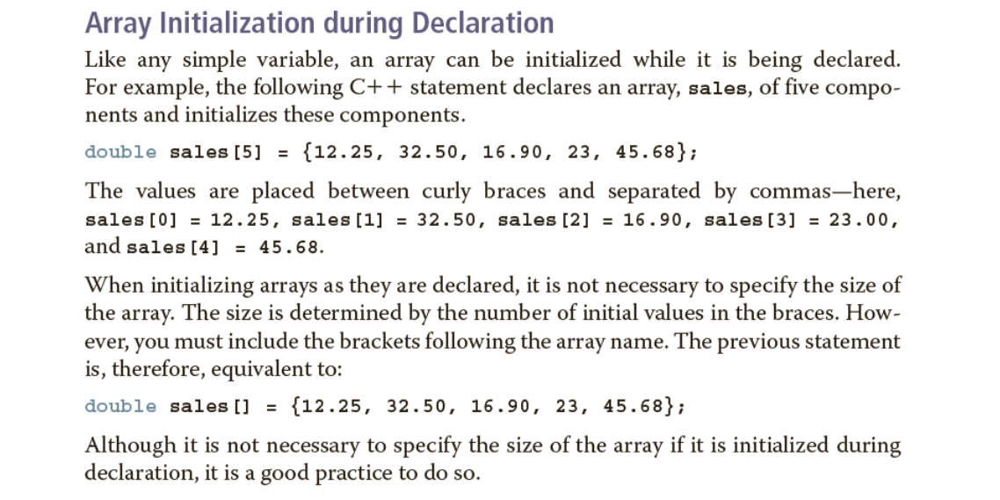 Array Initialization during Declaration
Like any simple variable, an array can be initialized while it is being declared.
For example, the following C++ statement declares an array, sales, of five compo-
nents and initializes these components.
double sales[5] = {12.25, 32.50, 16.90, 23, 45.68};
The values are placed between curly braces and separated by commas—here,
sales[0] = 12.25, sales[1] = 32.50, sales[2] = 16.90, sales[3] = 23.00,
and sales[4] = 45.68.
When initializing arrays as they are declared, it is not necessary to specify the size of
the array. The size is determined by the number of initial values in the braces. How-
ever, you must include the brackets following the array name. The previous statement
is, therefore, equivalent to:
double sales[] = {12.25, 32.50, 16.90, 23, 45.68};
Although it is not necessary to specify the size of the array if it is initialized during
declaration, it is a good practice to do so.